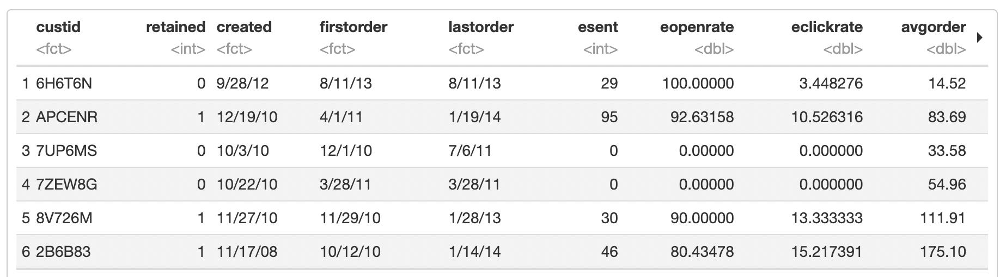 custid retained created firstorder lastorder esent eopenrate eclickrate avgorder
<fct> <int> <fct> <fct> <fct> <int> <dbl> <dbl> <dbl>
1 6H6T6N 0 9/28/12 8/11/13 8/11/13 29 100.00000 3.448276 14.52
2 APCENR 1 12/19/10 4/1/11 1/19/14 95 92.63158 10.526316 83.69
3 7UP6MS 0 10/3/10 12/1/10 7/6/11 0 0.00000 0.000000 33.58
4 7ZEW8G 0 10/22/10 3/28/11 3/28/11 0 0.00000 0.000000 54.96
5 8V726M 1 11/27/10 11/29/10 1/28/13 30 90.00000 13.333333 111.91
6 2B6B83 1 11/17/08 10/12/10 1/14/14 46 80.43478 15.217391 175.10